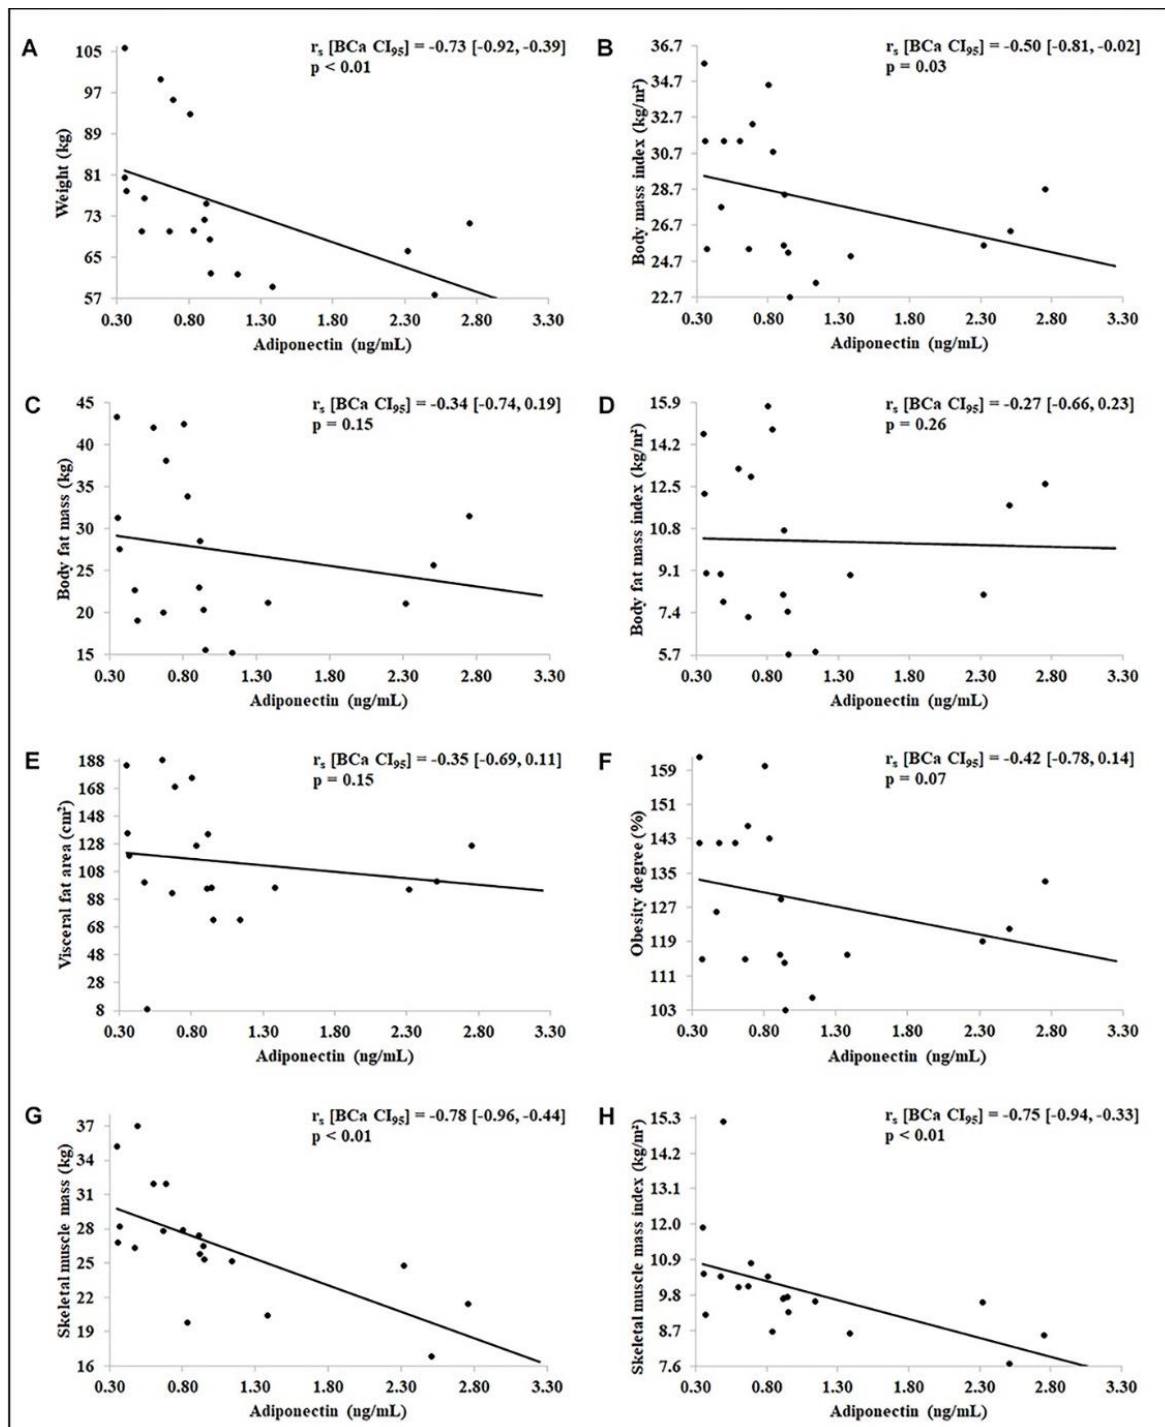 A
r_s [BCa CI_95] = -0.73 [-0.92, -0.39]
p < 0.01
Weight (kg)
105
97
89
81
73
65
57
0.30 0.80 1.30 1.80 2.30 2.80 3.30
Adiponectin (ng/mL)
B
r_s [BCa CI_95] = -0.50 [-0.81, -0.02]
p = 0.03
Body mass index (kg/m²)
36.7
34.7
32.7
30.7
28.7
26.7
24.7
22.7
0.30 0.80 1.30 1.80 2.30 2.80 3.30
Adiponectin (ng/mL)
C
r_s [BCa CI_95] = -0.34 [-0.74, 0.19]
p = 0.15
Body fat mass (kg)
45
40
35
30
25
20
15
0.30 0.80 1.30 1.80 2.30 2.80 3.30
Adiponectin (ng/mL)
D
r_s [BCa CI_95] = -0.27 [-0.66, 0.23]
p = 0.26
Body fat mass index (kg/m²)
15.9
14.2
12.5
10.8
9.1
7.4
5.7
0.30 0.80 1.30 1.80 2.30 2.80 3.30
Adiponectin (ng/mL)
E
r_s [BCa CI_95] = -0.35 [-0.69, 0.11]
p = 0.15
Visceral fat area (cm²)
188
168
148
128
108
88
68
48
28
8
0.30 0.80 1.30 1.80 2.30 2.80 3.30
Adiponectin (ng/mL)
F
r_s [BCa CI_95] = -0.42 [-0.78, 0.14]
p = 0.07
Obesity degree (%)
159
151
143
135
127
119
111
103
0.30 0.80 1.30 1.80 2.30 2.80 3.30
Adiponectin (ng/mL)
G
r_s [BCa CI_95] = -0.78 [-0.96, -0.44]
p < 0.01
Skeletal muscle mass (kg)
37
34
31
28
25
22
19
16
0.30 0.80 1.30 1.80 2.30 2.80 3.30
Adiponectin (ng/mL)
H
r_s [BCa CI_95] = -0.75 [-0.94, -0.33]
p < 0.01
Skeletal muscle mass index (kg/m²)
15.3
14.2
13.1
12.0
10.9
9.8
8.7
7.6
0.30 0.80 1.30 1.80 2.30 2.80 3.30
Adiponectin (ng/mL)